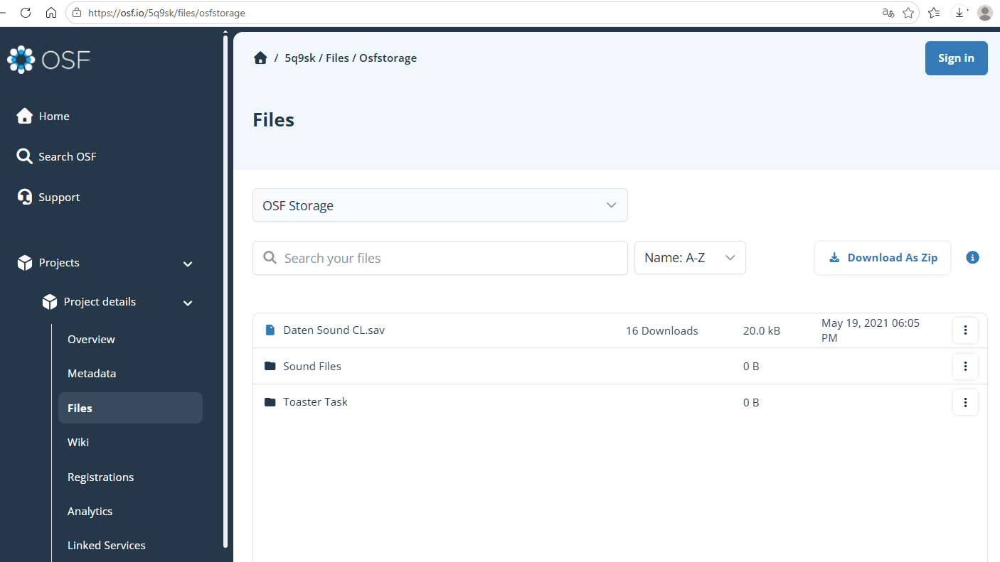 https://osf.io/5q9sk/files/osfstorage
OSF
5q9sk / Files / Osfstorage
Sign in
Home
Search OSF
Support
Projects
Project details
Overview
Metadata
Files
Wiki
Registrations
Analytics
Linked Services
Files
OSF Storage
Search your files
Name: A-Z
Download As Zip
Daten Sound CL.sav 16 Downloads 20.0 kB May 19, 2021 06:05
PM
Sound Files 0 B
Toaster Task 0 B